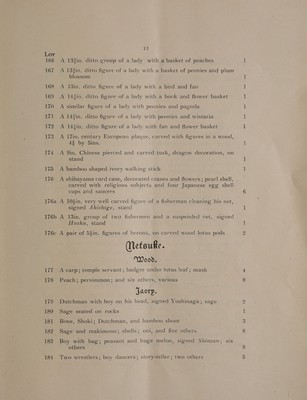 12
Lot
166 A 13½in. ditto group of a lady with a basket of peaches 1
167 A 13½in. ditto figure of a lady with a basket of peonies and plum
blossom 1
168 A 13in. ditto figure of a lady with a bird and fan 1
169 A 14½in. ditto figure of a lady with a book and flower basket 1
170 A similar figure of a lady with peonies and pagoda 1
171 A 14½in. ditto figure of a lady with peonies and wistaria 1
172 A 14½in. ditto figure of a lady with fan and flower basket 1
173 A 17in. century European plaque, carved with figures in a wood,
4½ by 5ins. 1
174 A 9in. Chinese pierced and carved tusk, dragon decoration, on
stand 1
175 A bamboo shaped ivory walking stick 1
176 A shibayama card case, decorated cranes and flowers; pearl shell,
carved with religious subjects and four Japanese egg shell
cups and saucers 6
176A A 10½in. very well carved figure of a fisherman cleaning his net,
signed stand 1
176B A 13in. group of two fishermen and a suspended net, signed
stand 1
176C A pair of 5½in. figures of herons, on carved wood lotus pods 2
Netsuke.
Wood.
177 A carp; temple servant; badger under lotus leaf; mask 4
178 Peach; persimmon; and six others, various 8
Ivory.
179 Dutchman with boy on his head, signed Yoshinaga; sage 2
180 Sage seated on rocks 1
181 Bone, Shoki; Dutchman, and bamboo shoot 3
182 Sage and makimono; shells; oni, and five others 8
183 Boy with bag; peasant and huge melon, signed six
others 8
184 Two wrestlers; boy dancers; story-teller; two others 5